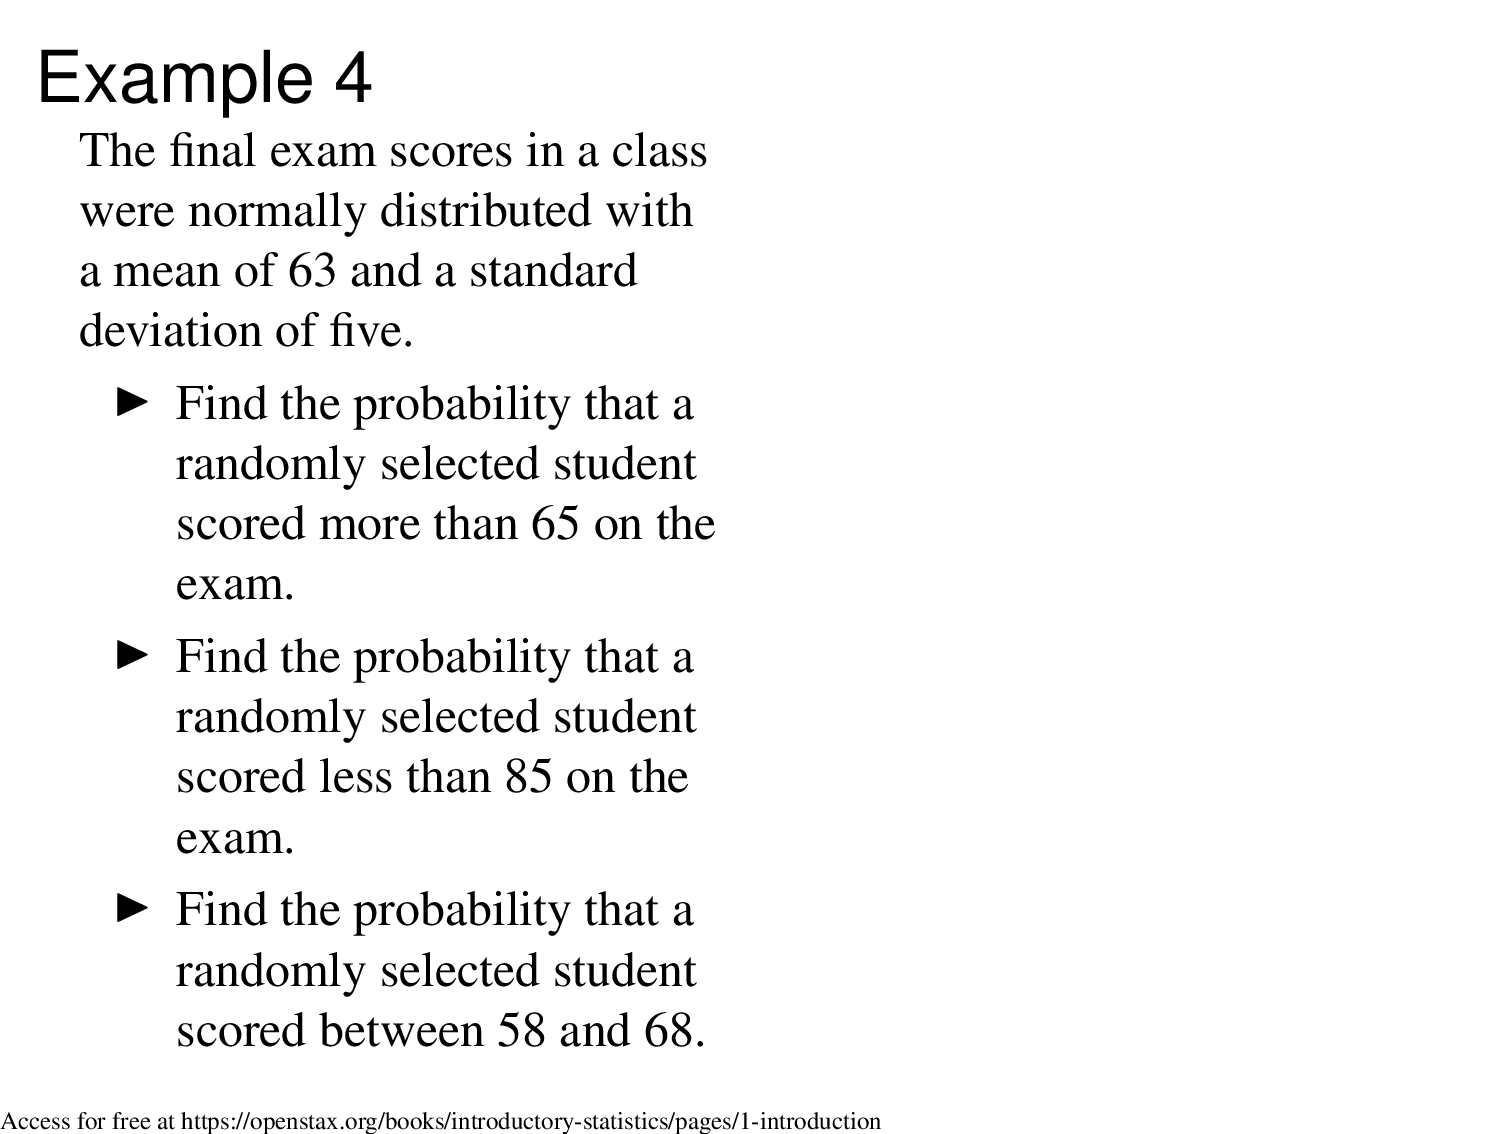 Example 4
The final exam scores in a class
were normally distributed with
a mean of 63 and a standard
deviation of five.
▶ Find the probability that a
randomly selected student
scored more than 65 on the
exam.
▶ Find the probability that a
randomly selected student
scored less than 85 on the
exam.
▶ Find the probability that a
randomly selected student
scored between 58 and 68.
Access for free at https://openstax.org/books/introductory-statistics/pages/1-introduction